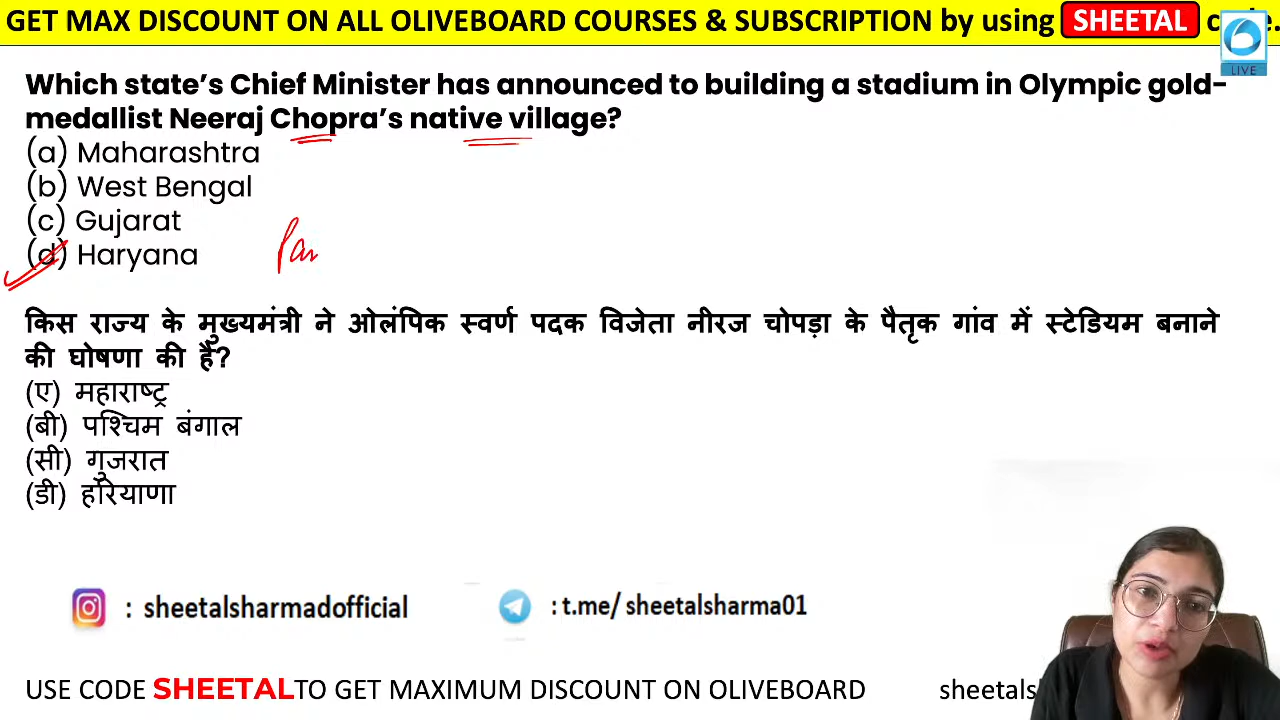 GET MAX DISCOUNT ON ALL OLIVEBOARD COURSES & SUBSCRIPTION by using SHEETAL
LIVE
Which state's Chief Minister has announced to building a stadium in Olympic gold-
medallist Neeraj Chopra's native village?
(a) Maharashtra
(b) West Bengal
(c) Gujarat
(d) Haryana
किस राज्य के मुख्यमंत्री ने ओलंपिक स्वर्ण पदक विजेता नीरज चोपड़ा के पैतृक गांव में स्टेडियम बनाने
की घोषणा की है?
(ए) महाराष्ट्र
(बी) पश्चिम बंगाल
(सी) गुजरात
(डी) हरियाणा
: sheetalsharmadofficial
: t.me/ sheetalsharma01
USE CODE SHEETALTO GET MAXIMUM DISCOUNT ON OLIVEBOARD